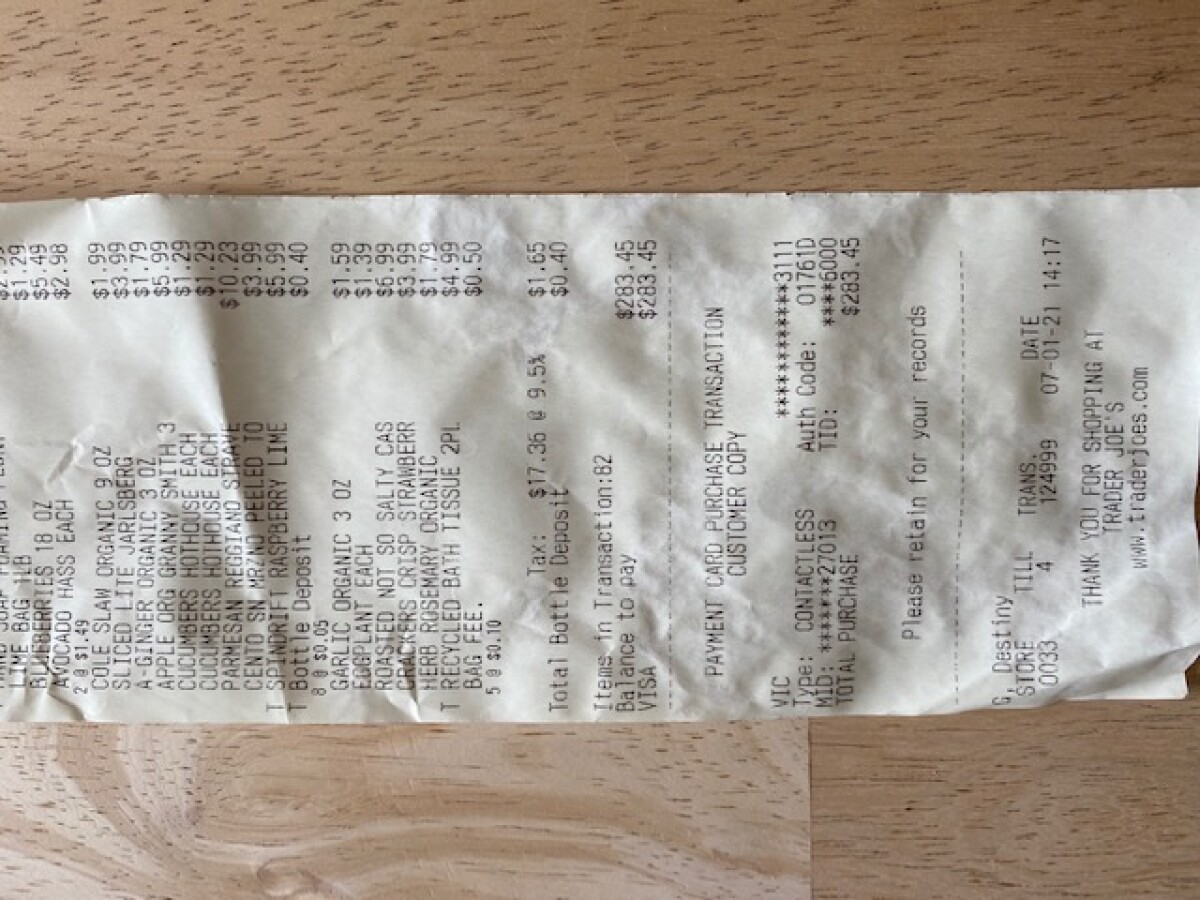 $1.29
LIME BAG 1LB $5.49
BLUEBERRIES 18 OZ
AVOCADO HASS EACH $2.98
2 @ $1.49
COLE SLAW ORGANIC 9 OZ $1.99
SLICED LITE JARLSBERG $3.99
A-GINGER ORGANIC 3 OZ $1.79
APPLE ORG GRANNY SMITH 3 $5.99
CUCUMBERS HOTHOUSE EACH $1.29
CUCUMBERS HOTHOUSE EACH $1.29
PARMESAN REGGIANO STRAVE $10.23
CENTO SN MRZNO PEELED TO $3.99
T SPINDRIFT RASPBERRY LIME $5.99
T Bottle Deposit $0.40
8 @ $0.05
GARLIC ORGANIC 3 OZ $1.59
EGGPLANT EACH $1.39
ROASTED NOT SO SALTY CAS $6.99
CRACKERS CRISP STRAWBERR $3.99
HERB ROSEMARY ORGANIC $1.79
T RECYCLED BATH TISSUE 2PL $4.99
BAG FEE. $0.50
5 @ $0.10
Tax: $17.36 @ 9.5% $1.65
Total Bottle Deposit $0.40
Items in Transaction:82
Balance to pay $283.45
VISA $283.45
PAYMENT CARD PURCHASE TRANSACTION
CUSTOMER COPY
VIC ************3111
Type: CONTACTLESS Auth Code: 01761D
MID: *******27013 TID: ****6000
TOTAL PURCHASE $283.45
Please retain for your records
G, Destiny
STORE TILL TRANS. DATE
0033 4 124999 07-01-21 14:17
THANK YOU FOR SHOPPING AT
TRADER JOE'S
www.traderjoes.com